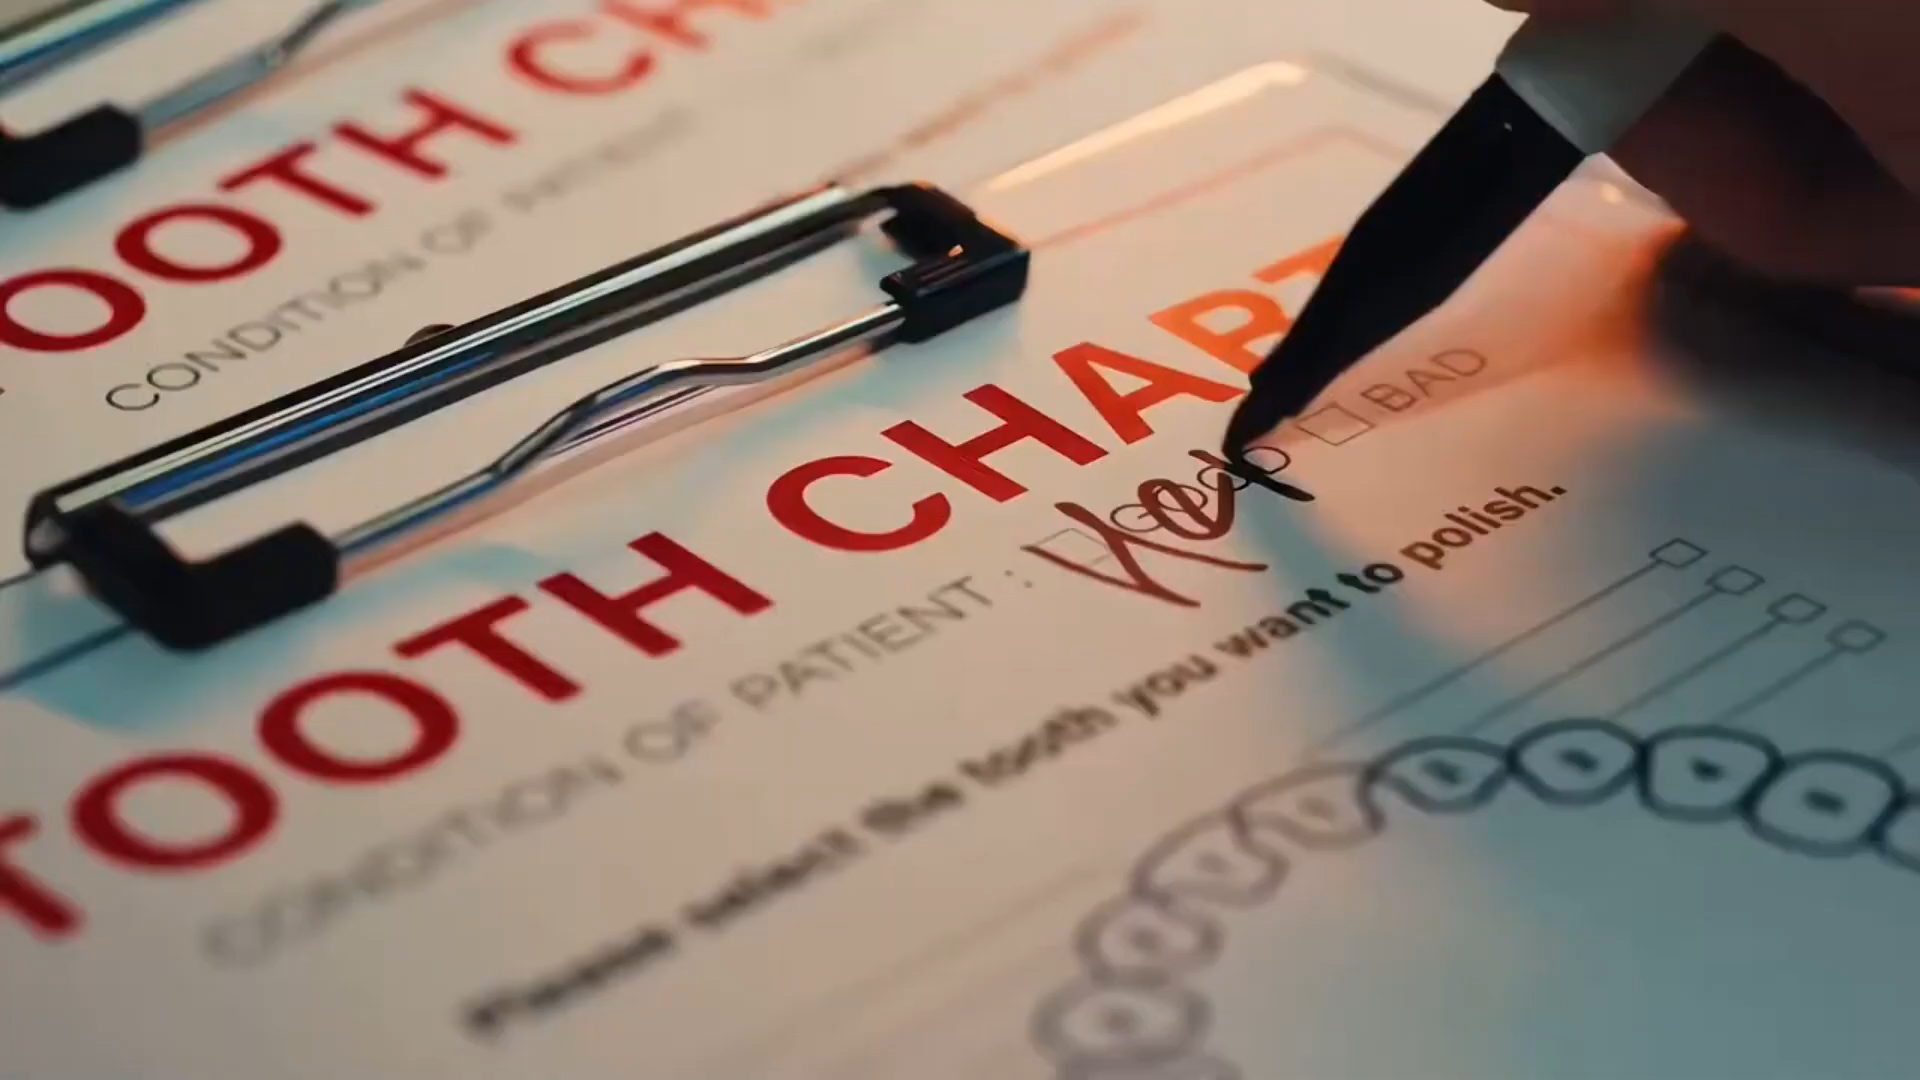 TOOTH CH
CONDITION OF PATIENT
TOOTH CHART
CONDITION OF PATIENT : GOOD BAD
Please select the tooth you want to polish.